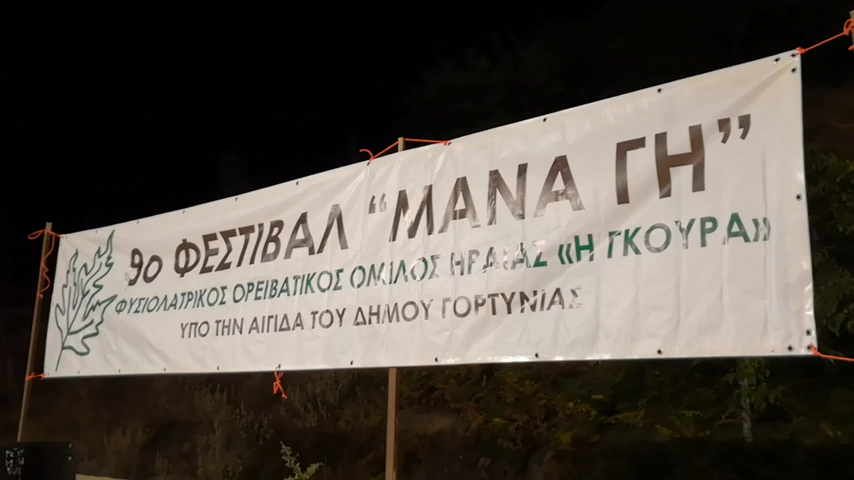 9ο ΦΕΣΤΙΒΑΛ “ΜΑΝΑ ΓΗ”
ΦΥΣΙΟΛΑΤΡΙΚΟΣ ΟΡΕΙΒΑΤΙΚΟΣ ΟΜΙΛΟΣ ΗΡΑΙΑΣ «Η ΓΚΟΥΡΑ»
ΥΠΟ ΤΗΝ ΑΙΓΙΔΑ ΤΟΥ ΔΗΜΟΥ ΓΟΡΤΥΝΙΑΣ